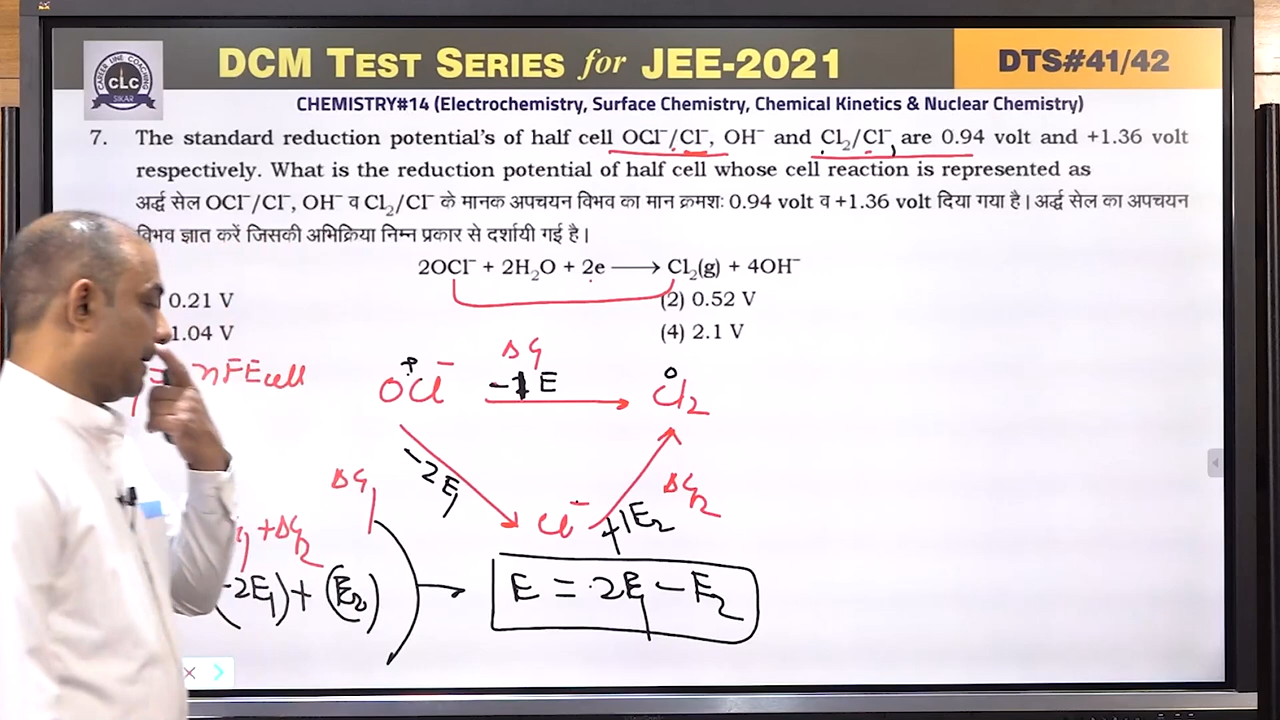 DCM TEST SERIES for JEE-2021
DTS#41/42
CAREER LINE COACHING
CLC
SIKAR
CHEMISTRY#14 (Electrochemistry, Surface Chemistry, Chemical Kinetics & Nuclear Chemistry)
7. The standard reduction potential's of half cell OCl⁻/Cl⁻, OH⁻ and Cl₂/Cl⁻, are 0.94 volt and +1.36 volt
respectively. What is the reduction potential of half cell whose cell reaction is represented as
अर्द्ध सेल OCl⁻/Cl⁻, OH⁻ व Cl₂/Cl⁻ के मानक अपचयन विभव का मान क्रमशः 0.94 volt व +1.36 volt दिया गया है। अर्द्ध सेल का अपचयन
विभव ज्ञात करें जिसकी अभिक्रिया निम्न प्रकार से दर्शायी गई है।
2OCl⁻ + 2H₂O + 2e ⟶ Cl₂(g) + 4OH⁻
0.21 V (2) 0.52 V
1.04 V (4) 2.1 V
= nFEcell
ΔG
OCl⁻ -1E Cl₂
+ 0
-2E₁
ΔG₁ ΔG₂
Cl⁻ +1E₂
+ΔG₂
-2E₁) + (E₂)
E = 2E₁ - E₂